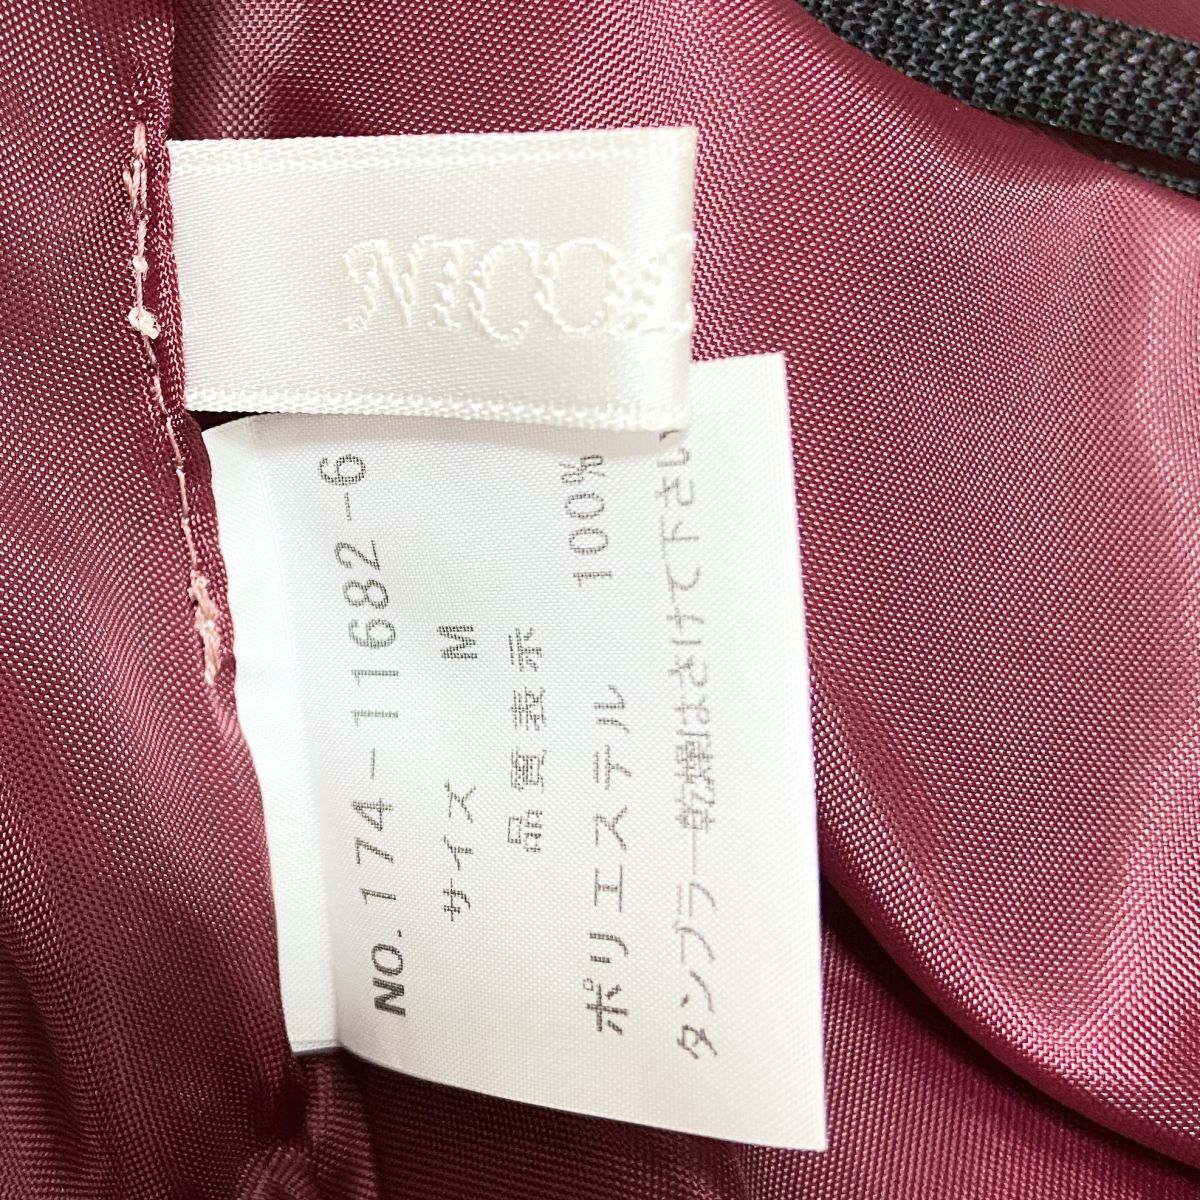 NICO
NO.174-11682-6
サイズ M
品質表示
ポリエステル 100%
タンブラー乾燥はさけて下さい